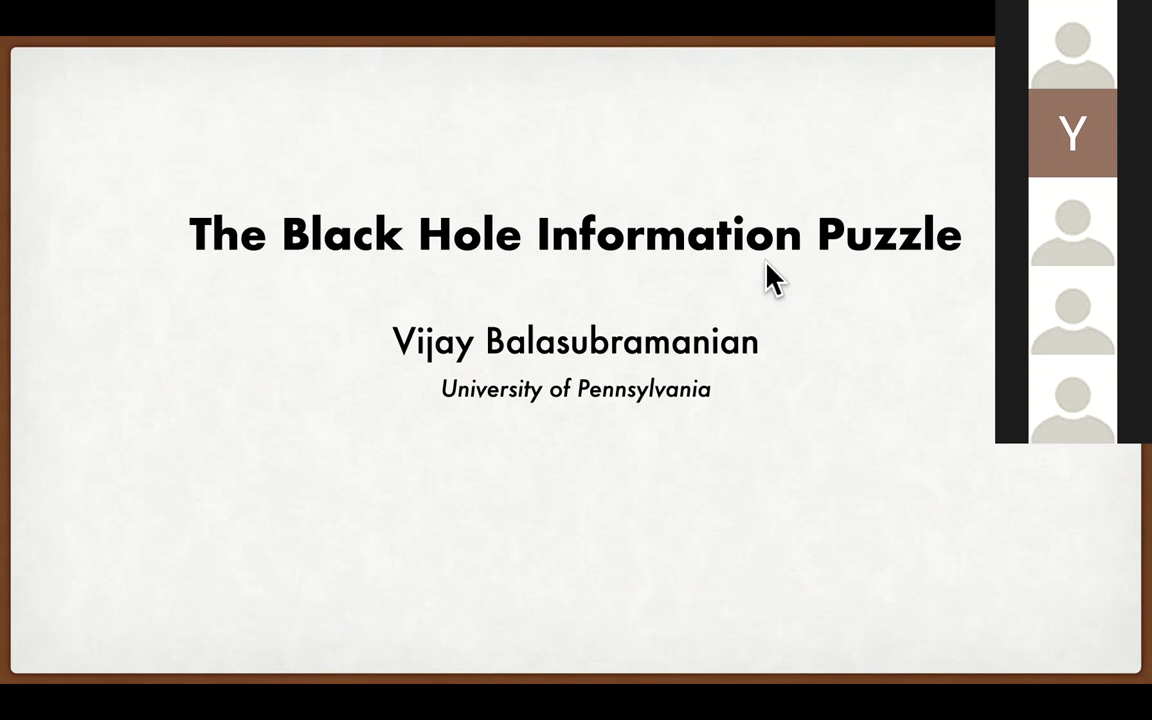 The Black Hole Information Puzzle
Vijay Balasubramanian
University of Pennsylvania
Y